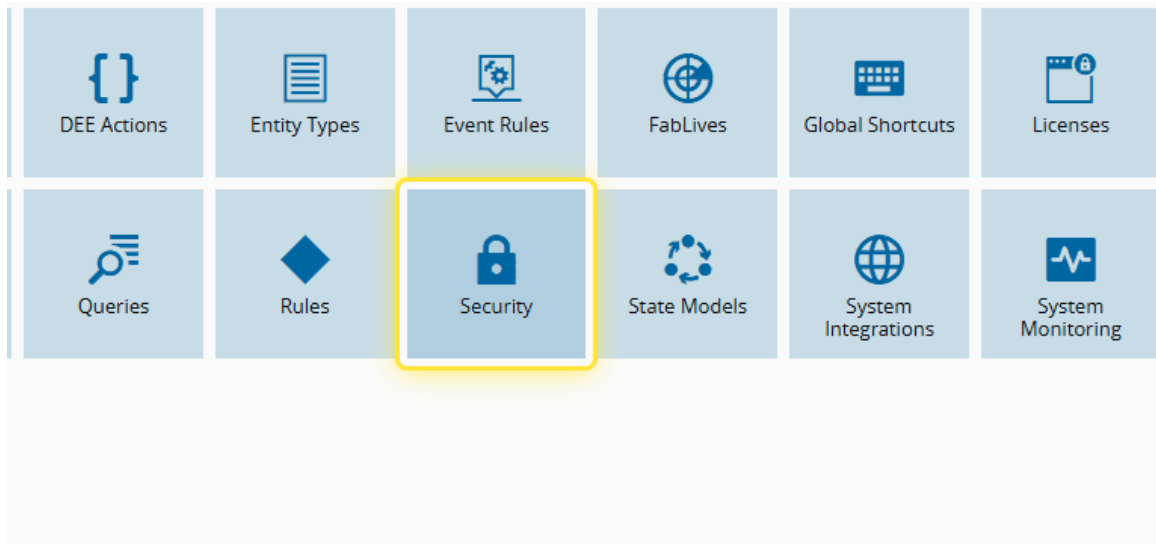 DEE Actions
Entity Types
Event Rules
FabLives
Global Shortcuts
Licenses
Queries
Rules
Security
State Models
System
Integrations
System
Monitoring